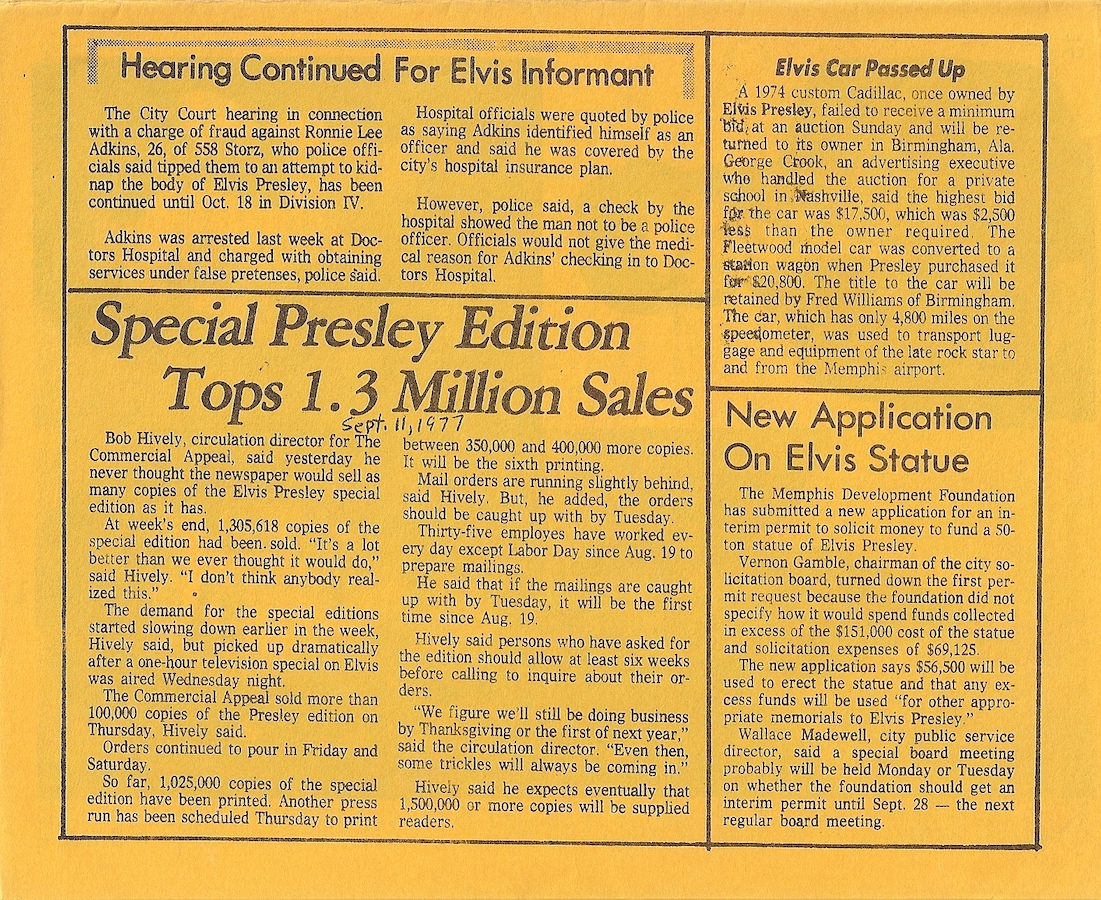 Hearing Continued For Elvis Informant
The City Court hearing in connection
with a charge of fraud against Ronnie Lee
Adkins, 26, of 558 Storz, who police offi-
cials said tipped them to an attempt to kid-
nap the body of Elvis Presley, has been
continued until Oct. 18 in Division IV.
Adkins was arrested last week at Doc-
tors Hospital and charged with obtaining
services under false pretenses, police said.
Hospital officials were quoted by police
as saying Adkins identified himself as an
officer and said he was covered by the
city's hospital insurance plan.
However, police said, a check by the
hospital showed the man not to be a police
officer. Officials would not give the medi-
cal reason for Adkins' checking in to Doc-
tors Hospital.
Special Presley Edition
Tops 1.3 Million Sales
Sept. 11, 1977
Bob Hively, circulation director for The
Commercial Appeal, said yesterday he
never thought the newspaper would sell as
many copies of the Elvis Presley special
edition as it has.
At week's end, 1,305,618 copies of the
special edition had been sold. "It's a lot
better than we ever thought it would do,"
said Hively. "I don't think anybody real-
ized this."
The demand for the special editions
started slowing down earlier in the week,
Hively said, but picked up dramatically
after a one-hour television special on Elvis
was aired Wednesday night.
The Commercial Appeal sold more than
100,000 copies of the Presley edition on
Thursday, Hively said.
Orders continued to pour in Friday and
Saturday.
So far, 1,025,000 copies of the special
edition have been printed. Another press
run has been scheduled Thursday to print
between 350,000 and 400,000 more copies.
It will be the sixth printing.
Mail orders are running slightly behind,
said Hively. But, he added, the orders
should be caught up with by Tuesday.
Thirty-five employes have worked ev-
ery day except Labor Day since Aug. 19 to
prepare mailings.
He said that if the mailings are caught
up with by Tuesday, it will be the first
time since Aug. 19.
Hively said persons who have asked for
the edition should allow at least six weeks
before calling to inquire about their or-
ders.
"We figure we'll still be doing business
by Thanksgiving or the first of next year,"
said the circulation director. "Even then,
some trickles will always be coming in."
Hively said he expects eventually that
1,500,000 or more copies will be supplied
readers.
Elvis Car Passed Up
A 1974 custom Cadillac, once owned by
Elvis Presley, failed to receive a minimum
bid at an auction Sunday and will be re-
turned to its owner in Birmingham, Ala.
George Crook, an advertising executive
who handled the auction for a private
school in Nashville, said the highest bid
for the car was $17,500, which was $2,500
less than the owner required. The
Fleetwood model car was converted to a
station wagon when Presley purchased it
for $20,800. The title to the car will be
retained by Fred Williams of Birmingham.
The car, which has only 4,800 miles on the
speedometer, was used to transport lug-
gage and equipment of the late rock star to
and from the Memphis airport.
New Application
On Elvis Statue
The Memphis Development Foundation
has submitted a new application for an in-
terim permit to solicit money to fund a 50-
ton statue of Elvis Presley.
Vernon Gamble, chairman of the city so-
licitation board, turned down the first per-
mit request because the foundation did not
specify how it would spend funds collected
in excess of the $151,000 cost of the statue
and solicitation expenses of $69,125.
The new application says $56,500 will be
used to erect the statue and that any ex-
cess funds will be used "for other appro-
priate memorials to Elvis Presley."
Wallace Madewell, city public service
director, said a special board meeting
probably will be held Monday or Tuesday
on whether the foundation should get an
interim permit until Sept. 28 — the next
regular board meeting.